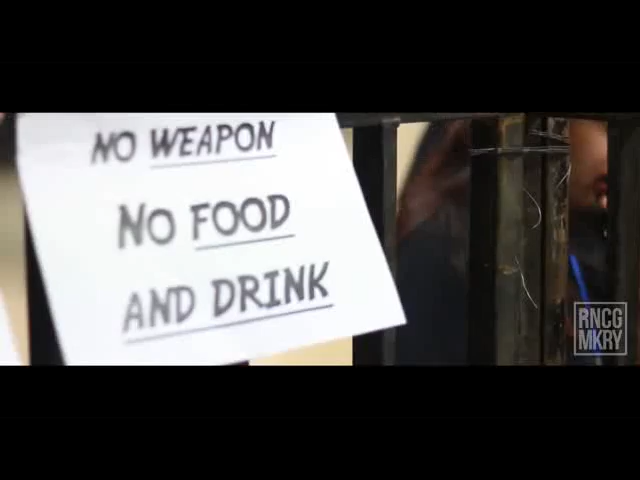 NO WEAPON
NO FOOD
AND DRINK
RNCG
MKRY